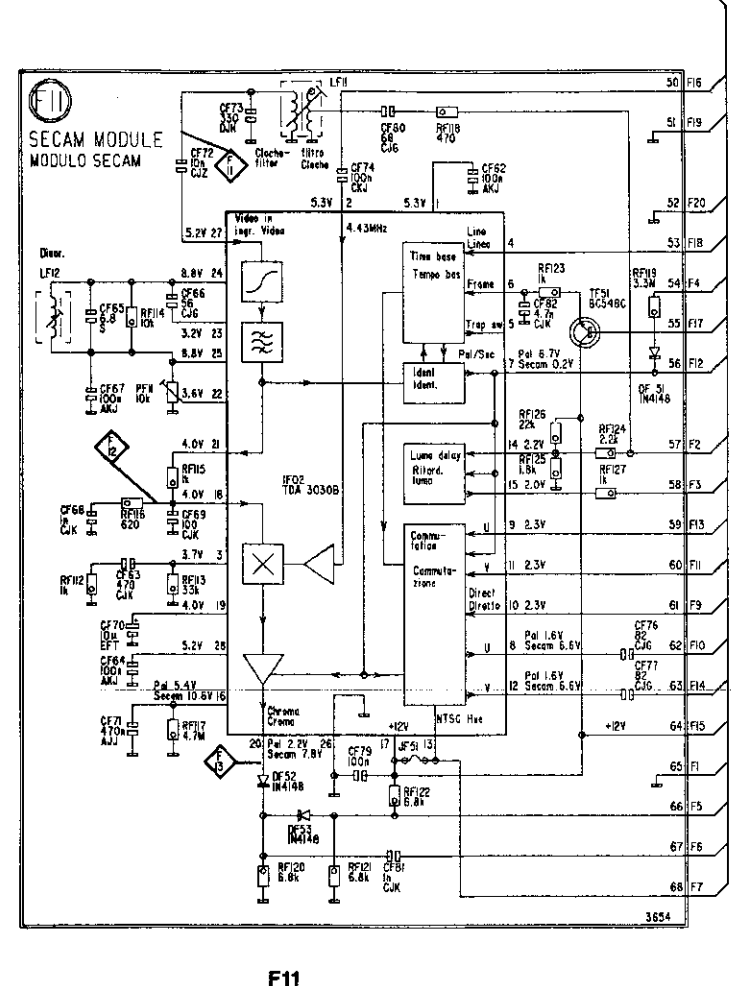 F11
SECAM MODULE
MODULO SECAM
LF11
CF73
330
DJK
CF72
10n
CJZ
F
11
Cloche-
filter
filtro
Cloche
CF60
68
CJG
RF118
470
CF74
100n
CKJ
CF62
100n
AKJ
50 F16
51 F19
52 F20
53 F18
54 F4
55 F17
56 F12
57 F2
58 F3
59 F13
60 F11
61 F9
62 F10
63 F14
64 F15
65 F1
66 F5
67 F6
68 F7
5.3V 2
5.3V 1
Video in
ingr. Video
5.2V 27
4.43MHz
Line
Linea
4
Time base
Tempo bas
Frame
6
RF123
1k
CF82
4.7n
CJK
TF51
BC548C
RF119
3.3M
Trap sw
5
Pal/Sec
7
Pal 6.7V
Secam 0.2V
DF 51
1N4148
Ident
Ident.
LF12
8.8V 24
CF65
6.8
S
RF114
10k
CF66
56
CJG
3.2V 23
8.8V 25
CF67
100n
AKJ
PF11
10k
3.6V 22
F
12
4.0V 21
RF115
1k
4.0V 18
CF68
1n
CJK
RF116
620
CF69
100
CJK
IF02
TDA 3030B
RF126
22k
14 2.2V
RF125
1.8k
RF124
2.2k
RF127
1k
15 2.0V
Luma delay
Ritard.
luma
U
9 2.3V
Commu-
tation
Commuta-
zione
V
11 2.3V
Direct
Diretto
10 2.3V
3.7V 3
RF112
1k
CF63
470
CJK
RF113
33k
4.0V 19
CF70
10µ
EFT
5.2V 28
CF64
100n
AKJ
U
8
Pal 1.6V
Secam 6.6V
CF76
82
CJG
V
12
Pal 1.6V
Secam 6.6V
CF77
82
CJG
Pal 5.4V
Secam 10.6V 16
CF71
470n
AJJ
RF117
4.7M
Chroma
Croma
NTSC Hue
+12V
+12V
20
Pal 2.2V
Secam 7.8V
26
17
JF51
13
F
13
CF79
100n
DF52
1N4148
RF122
6.8k
DF53
1N4148
RF120
6.8k
RF121
6.8k
CF81
1n
CJK
3654
F11